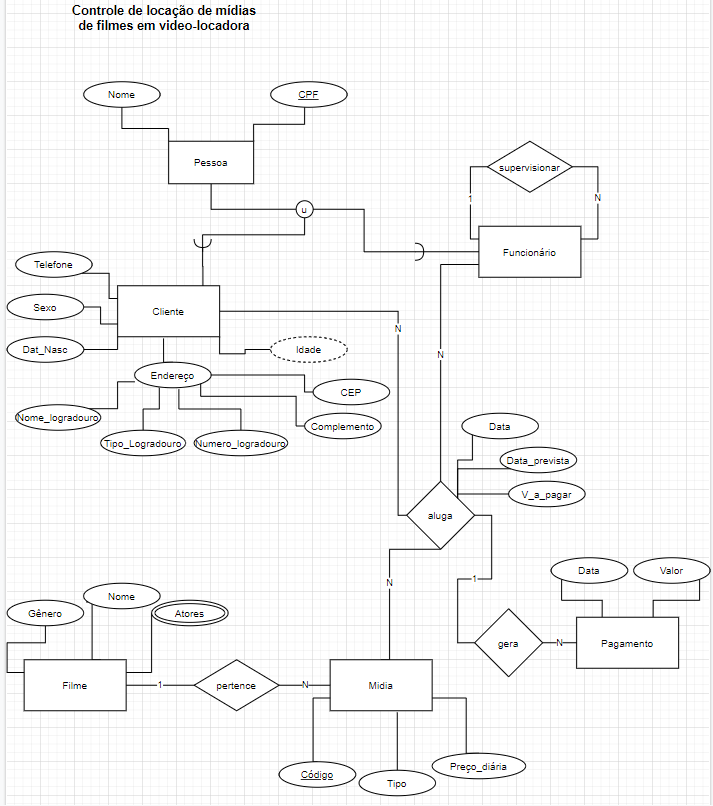 Controle de locação de mídias
de filmes em video-locadora
Nome
CPF
Pessoa
supervisionar
1
N
u
Funcionário
Telefone
Sexo
Cliente
Dat_Nasc
Idade
N
N
Endereço
CEP
Nome_logradouro
Complemento
Tipo_Logradouro
Numero_logradouro
Data
Data_prevista
V_a_pagar
aluga
N
1
Data
Valor
Gênero
Nome
Atores
gera
N
Pagamento
Filme
1
pertence
N
Mídia
Código
Tipo
Preço_diária